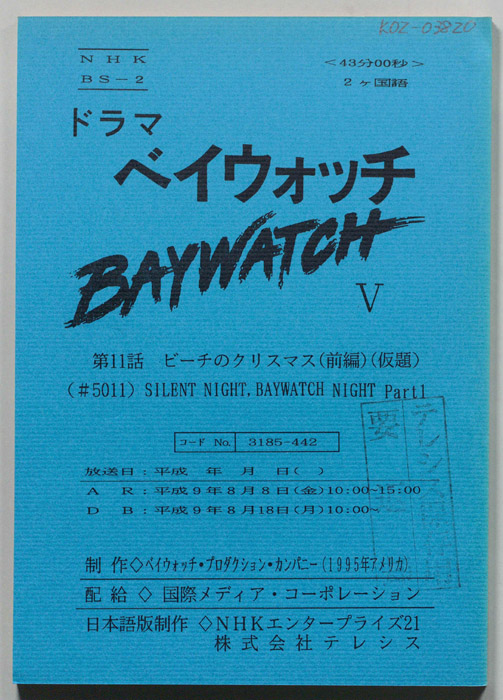 KOZ-03820
NHK
BS-2
＜43分00秒＞
2ヶ国語
ドラマ
ベイウォッチ
BAYWATCH
V
第11話 ビーチのクリスマス(前編)(仮題)
(#5011) SILENT NIGHT, BAYWATCH NIGHT Part1
コード No. 3185-442
放送日：平成 年 月 日( )
A R：平成9年8月8日(金)10:00~15:00
D B：平成9年8月18日(月)10:00~
制作◇ベイウォッチ・プロダクション・カンパニー(1995年アメリカ)
配給◇国際メディア・コーポレーション
日本語版制作◇NHKエンタープライズ21
株式会社テレシス
テレシス
要